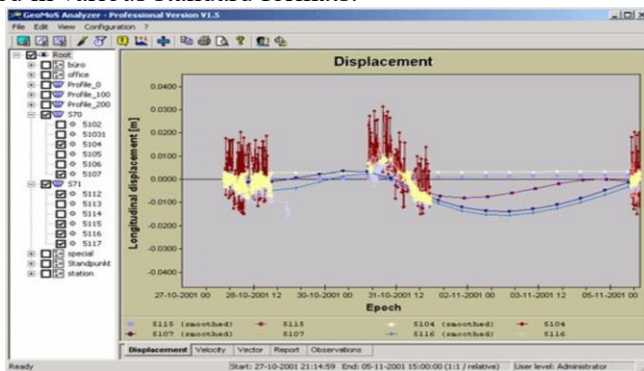 GeoMoS Analyzer - Professional Version V1.5
File Edit View Configuration ?
Root
büro
office
Profile_0
Profile_100
Profile_200
S70
5102
51031
5104
5105
5106
5107
S71
5112
5113
5114
5115
5116
5117
special
Standpunkt
station
Displacement
Longitudinal displacement [m]
0.0400
0.0300
0.0200
0.0100
0.0000
-0.0100
-0.0200
-0.0300
-0.0400
27-10-2001 00 28-10-2001 12 30-10-2001 00 31-10-2001 12 02-11-2001 00 03-11-2001 12 05-11-2001 00
Epoch
5115 (smoothed) 5115 5104 (smoothed) 5104
5107 (smoothed) 5107 5116 (smoothed) 5116
Displacement Velocity Vector Report Observations
Ready Start: 27-10-2001 21:14:59 End: 05-11-2001 15:00:00 (1:1 / relative) User level: Administrator